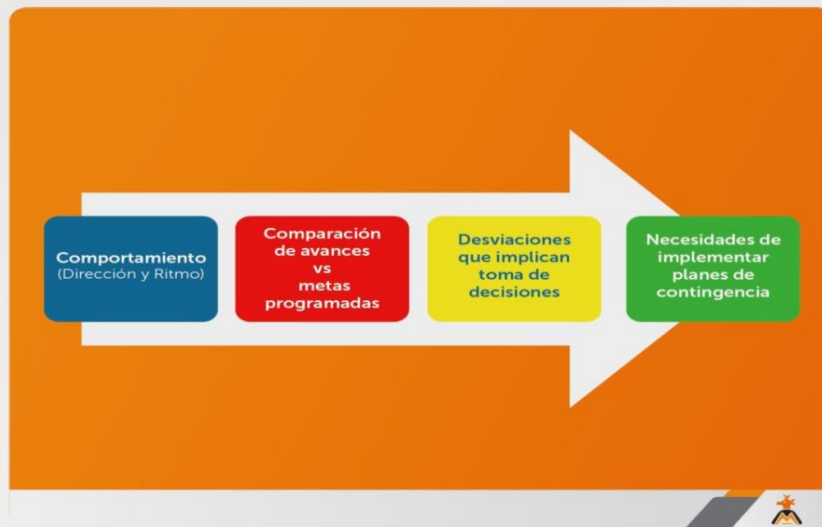 Comportamiento
(Dirección y Ritmo)
Comparación
de avances
vs
metas
programadas
Desviaciones
que implican
toma de
decisiones
Necesidades de
implementar
planes de
contingencia